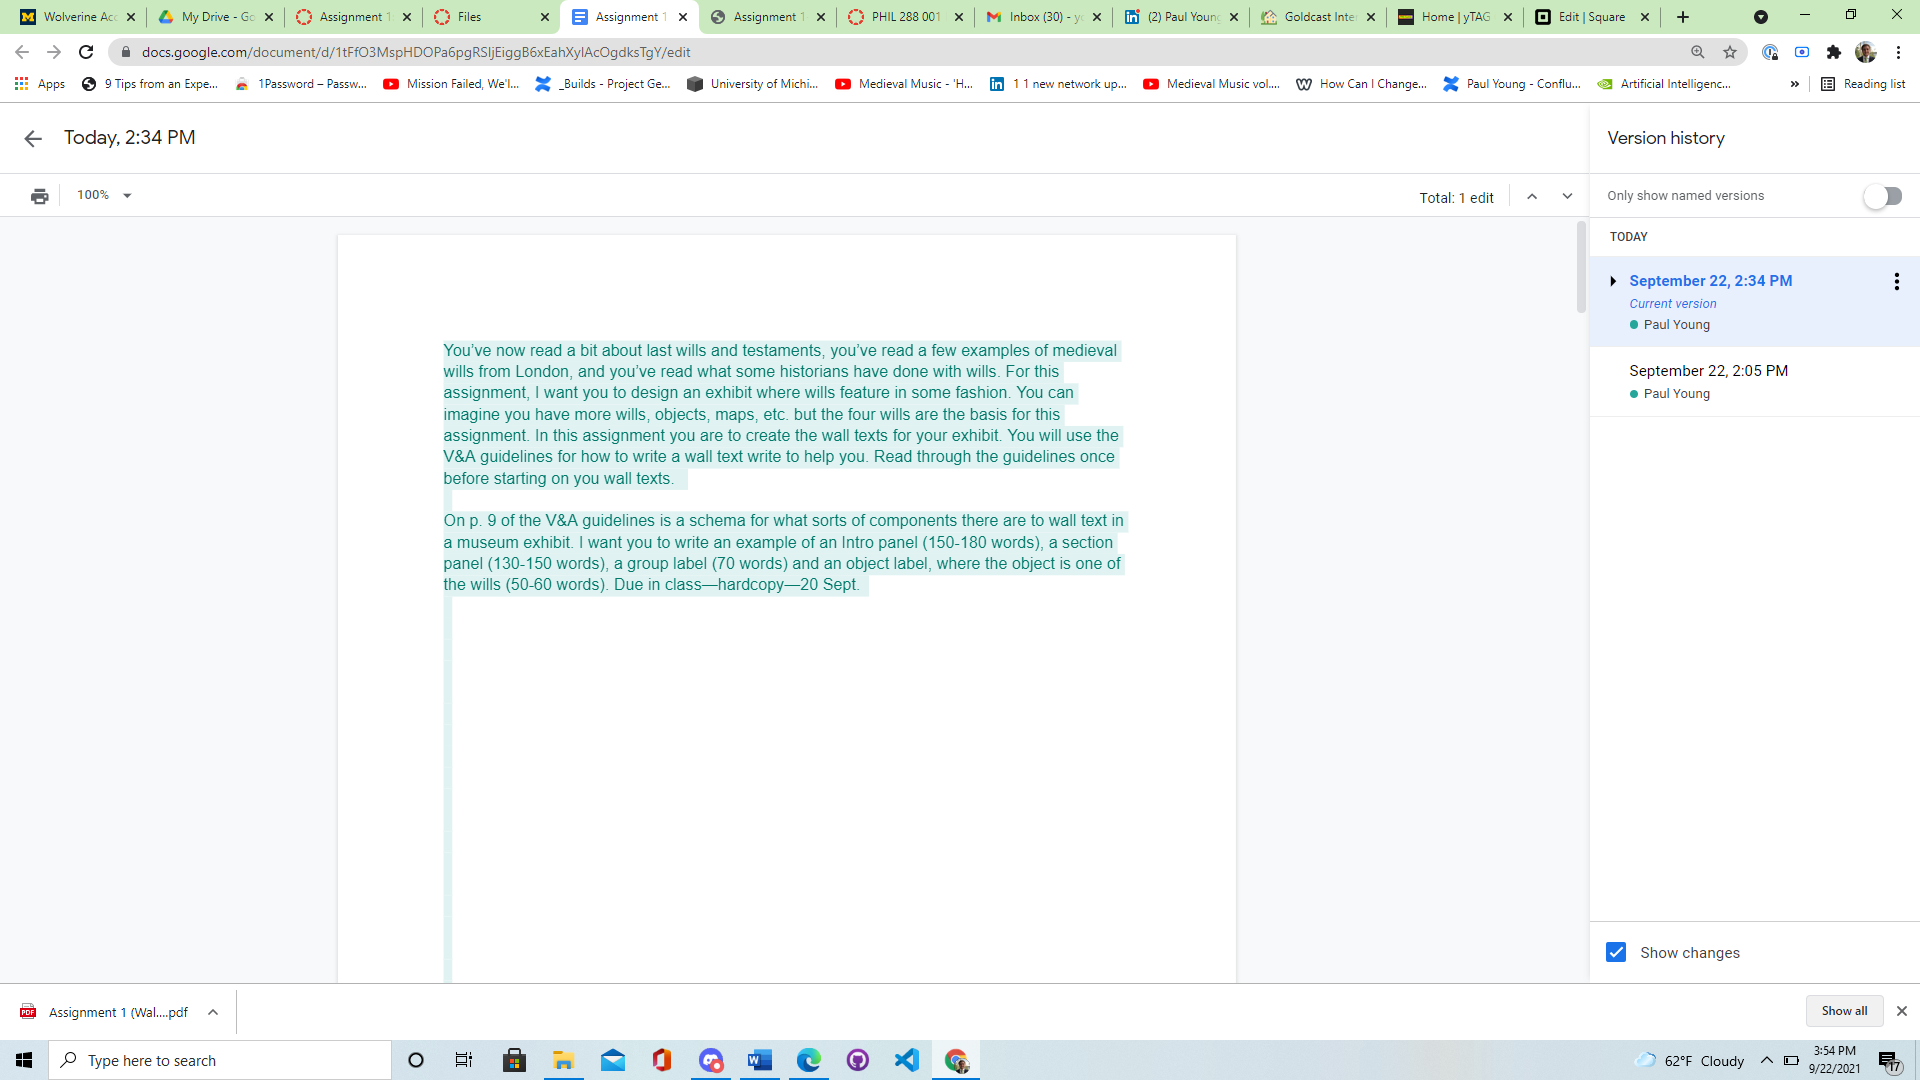 Wolverine Acc
My Drive - Go
Assignment 1
Files
Assignment 1
Assignment 1
PHIL 288 001
Inbox (30) - yo
(2) Paul Young
Goldcast Inter
Home | yTAG
Edit | Square
docs.google.com/document/d/1tFfO3MspHDOPa6pgRSIjEiggB6xEahXylAcOgdksTgY/edit
Apps
9 Tips from an Expe...
1Password – Passw...
Mission Failed, We'l...
_Builds - Project Ge...
University of Michi...
Medieval Music - 'H...
1 1 new network up...
Medieval Music vol....
How Can I Change...
Paul Young - Conflu...
Artificial Intelligenc...
»
Reading list
Today, 2:34 PM
Version history
100%
Total: 1 edit
Only show named versions
TODAY
September 22, 2:34 PM
Current version
Paul Young
September 22, 2:05 PM
Paul Young
You’ve now read a bit about last wills and testaments, you’ve read a few examples of medieval
wills from London, and you’ve read what some historians have done with wills. For this
assignment, I want you to design an exhibit where wills feature in some fashion. You can
imagine you have more wills, objects, maps, etc. but the four wills are the basis for this
assignment. In this assignment you are to create the wall texts for your exhibit. You will use the
V&A guidelines for how to write a wall text write to help you. Read through the guidelines once
before starting on you wall texts.
On p. 9 of the V&A guidelines is a schema for what sorts of components there are to wall text in
a museum exhibit. I want you to write an example of an Intro panel (150-180 words), a section
panel (130-150 words), a group label (70 words) and an object label, where the object is one of
the wills (50-60 words). Due in class—hardcopy—20 Sept.
Show changes
PDF
Assignment 1 (Wal....pdf
Show all
Type here to search
62°F Cloudy
3:54 PM
9/22/2021
17